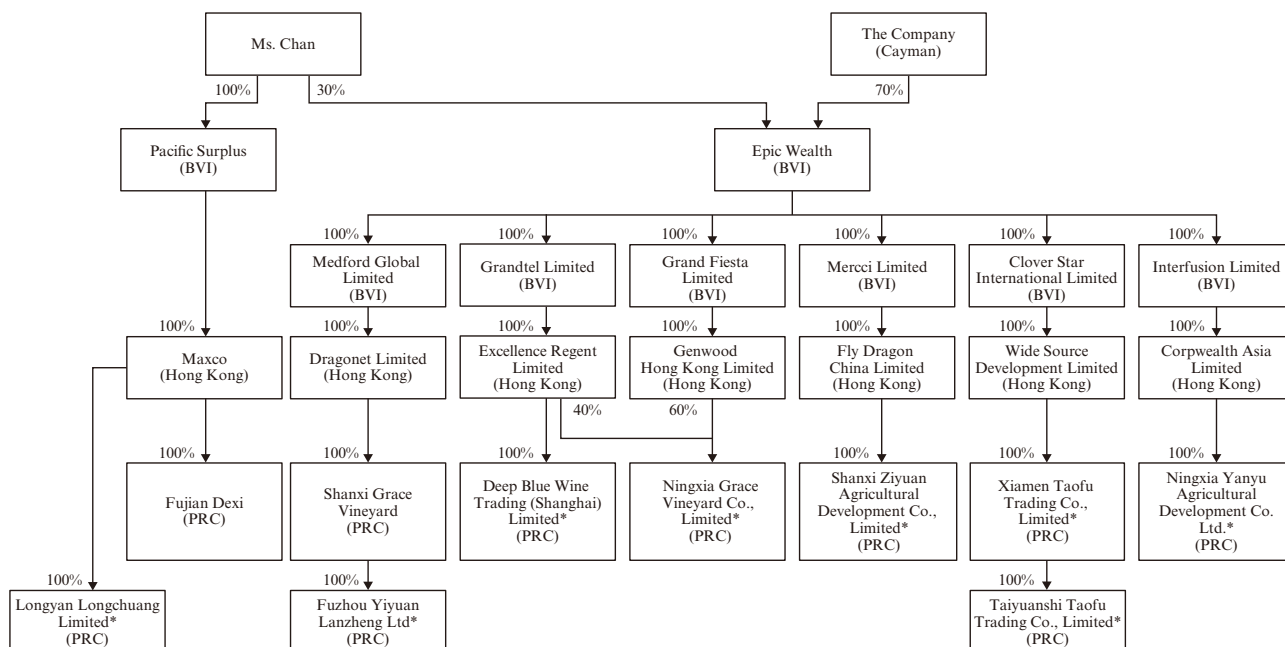 Ms. Chan
The Company
(Cayman)
100%
30%
70%
Pacific Surplus
(BVI)
Epic Wealth
(BVI)
100%
100%
100%
100%
100%
100%
Medford Global
Limited
(BVI)
Grandtel Limited
(BVI)
Grand Fiesta
Limited
(BVI)
Mercci Limited
(BVI)
Clover Star
International Limited
(BVI)
Interfusion Limited
(BVI)
100%
100%
100%
100%
100%
100%
100%
Maxco
(Hong Kong)
Dragonet Limited
(Hong Kong)
Excellence Regent
Limited
(Hong Kong)
Genwood
Hong Kong Limited
(Hong Kong)
Fly Dragon
China Limited
(Hong Kong)
Wide Source
Development Limited
(Hong Kong)
Corpwealth Asia
Limited
(Hong Kong)
40%
60%
100%
100%
100%
100%
100%
100%
Fujian Dexi
(PRC)
Shanxi Grace
Vineyard
(PRC)
Deep Blue Wine
Trading (Shanghai)
Limited*
(PRC)
Ningxia Grace
Vineyard Co.,
Limited*
(PRC)
Shanxi Ziyuan
Agricultural
Development Co.,
Limited*
(PRC)
Xiamen Taofu
Trading Co.,
Limited*
(PRC)
Ningxia Yanyu
Agricultural
Development Co.
Ltd.*
(PRC)
100%
100%
100%
Longyan Longchuang
Limited*
(PRC)
Fuzhou Yiyuan
Lanzheng Ltd*
(PRC)
Taiyuanshi Taofu
Trading Co., Limited*
(PRC)